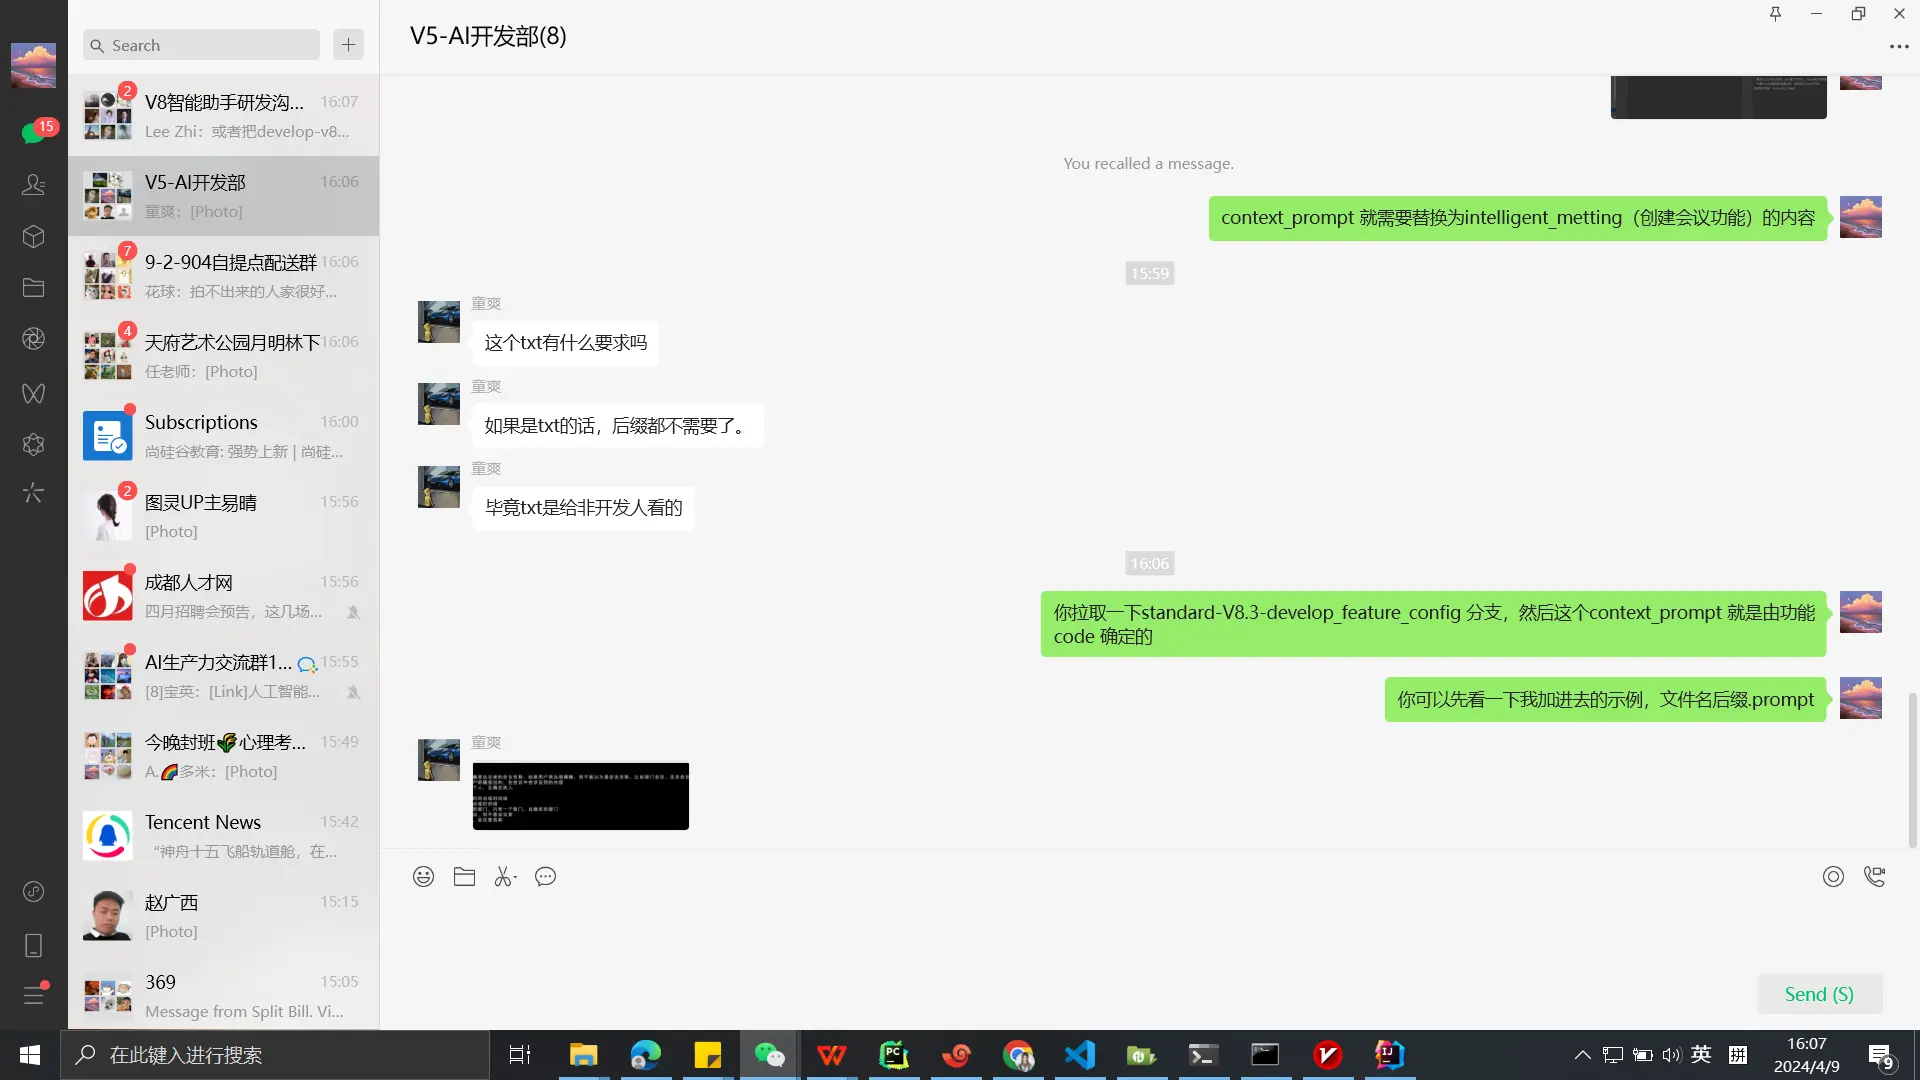 Search
V5-AI开发部(8)
15
2
V8智能助手研发沟... 16:07
Lee Zhi：或者把develop-v8...
V5-AI开发部 16:06
童爽：[Photo]
7
9-2-904自提点配送群 16:06
花球：拍不出来的人家很好...
4
天府艺术公园月明林下 16:06
任老师：[Photo]
Subscriptions 16:00
尚硅谷教育: 强势上新 | 尚硅...
2
图灵UP主易晴 15:56
[Photo]
成都人才网 15:56
四月招聘会预告，这几场...
AI生产力交流群1... 15:55
[8]宝英：[Link]人工智能...
今晚封班🌾心理考... 15:49
A.🌈多米：[Photo]
Tencent News 15:42
“神舟十五飞船轨道舱，在...
赵广西 15:15
[Photo]
369 15:05
Message from Split Bill. Vi...
You recalled a message.
context_prompt 就需要替换为intelligent_metting（创建会议功能）的内容
15:59
童爽
这个txt有什么要求吗
童爽
如果是txt的话，后缀都不需要了。
童爽
毕竟txt是给非开发人看的
16:06
你拉取一下standard-V8.3-develop_feature_config 分支，然后这个context_prompt 就是由功能
code 确定的
你可以先看一下我加进去的示例，文件名后缀.prompt
童爽
Send (S)
在此键入进行搜索
PC
IJ
英
拼
16:07
2024/4/9
9